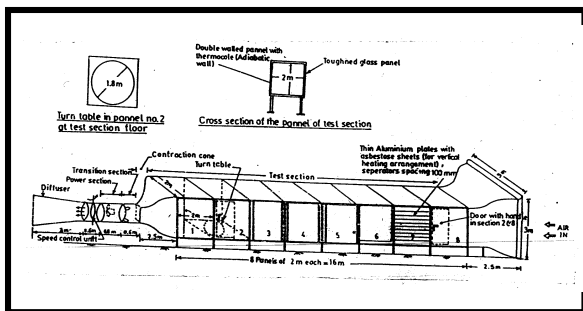 Double walled pannel with
thermocole (Adiabatic
wall)
Toughned glass panel
1.8m
2m
Turn table in pannel no.2
at test section floor
Cross section of the pannel of test section
Contraction cone
Transition section
Power section
Diffuser
Test section
Turn table
Thin Aluminium plates with
asbestose sheets (for vertical
heating arrangement),
seperators spacing 100mm
Door with handle
in section 2&8
AIR
IN
3m
1
2
3
4
5
6
7
8
Speed control unit
2.5m
2.5m
8 Panels of 2m each = 16m